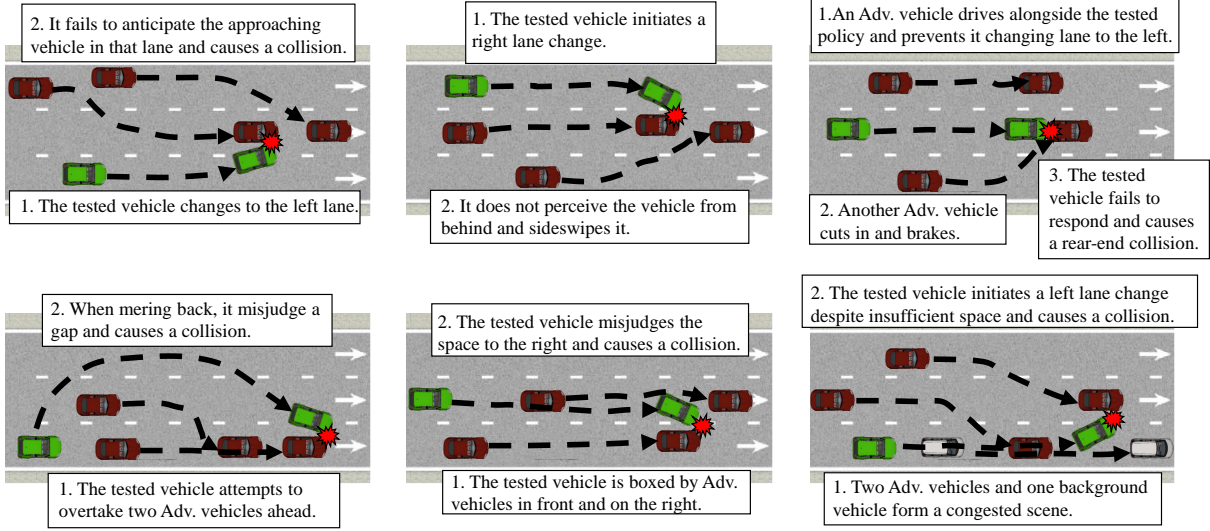 2. It fails to anticipate the approaching
vehicle in that lane and causes a collision.
1. The tested vehicle changes to the left lane.
1. The tested vehicle initiates a
right lane change.
2. It does not perceive the vehicle from
behind and sideswipes it.
1.An Adv. vehicle drives alongside the tested
policy and prevents it changing lane to the left.
2. Another Adv. vehicle
cuts in and brakes.
3. The tested
vehicle fails to
respond and causes
a rear-end collision.
2. When mering back, it misjudge a
gap and causes a collision.
1. The tested vehicle attempts to
overtake two Adv. vehicles ahead.
2. The tested vehicle misjudges the
space to the right and causes a collision.
1. The tested vehicle is boxed by Adv.
vehicles in front and on the right.
2. The tested vehicle initiates a left lane change
despite insufficient space and causes a collision.
1. Two Adv. vehicles and one background
vehicle form a congested scene.